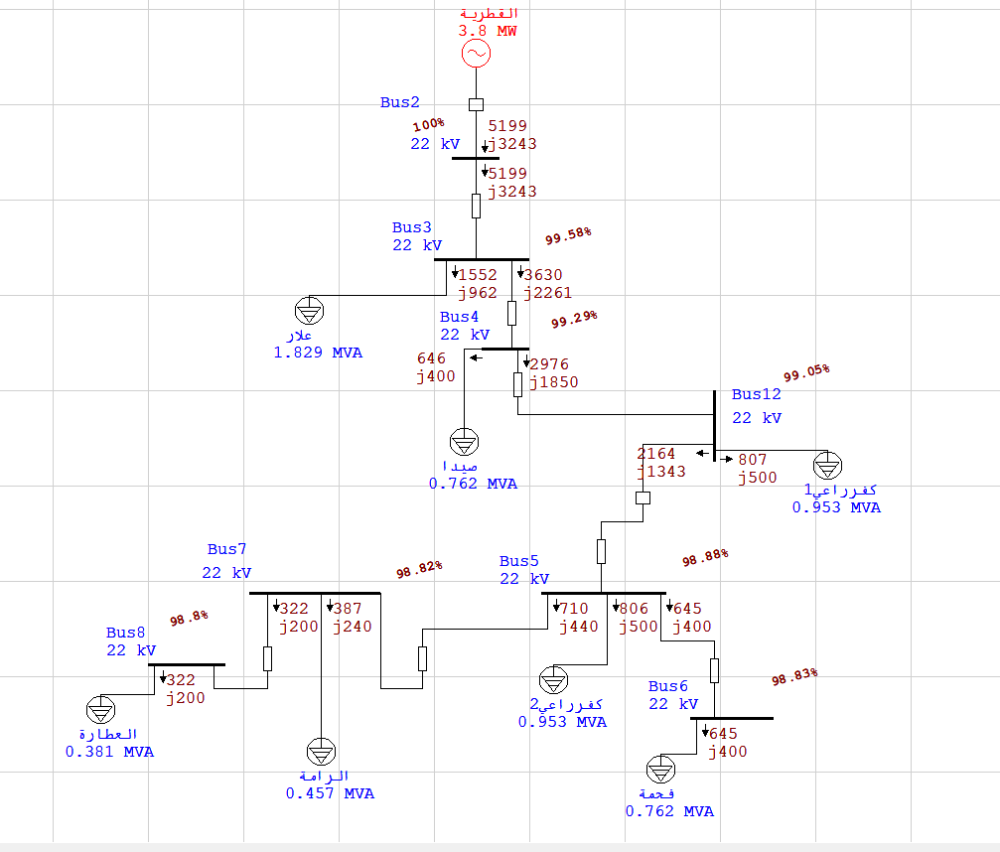 القطرية
3.8 MW
Bus2
100%
22 kV
5199
j3243
5199
j3243
Bus3
22 kV
99.58%
1552
j962
3630
j2261
علار
1.829 MVA
Bus4
22 kV
99.29%
646
j400
2976
j1850
صيدا
0.762 MVA
99.05%
Bus12
22 kV
2164
j1343
807
j500
كفرراعي1
0.953 MVA
Bus7
22 kV
98.82%
Bus5
22 kV
98.88%
322
j200
387
j240
710
j440
806
j500
645
j400
Bus8
22 kV
98.8%
322
j200
العطارة
0.381 MVA
الرامة
0.457 MVA
كفرراعي2
0.953 MVA
Bus6
22 kV
98.83%
645
j400
فحمة
0.762 MVA